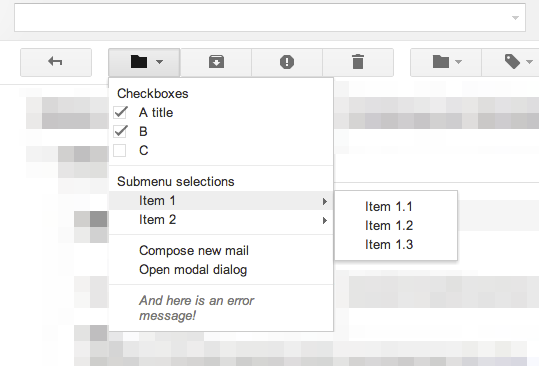 Checkboxes
A title
B
C
Submenu selections
Item 1
Item 2
Item 1.1
Item 1.2
Item 1.3
Compose new mail
Open modal dialog
And here is an error
message!